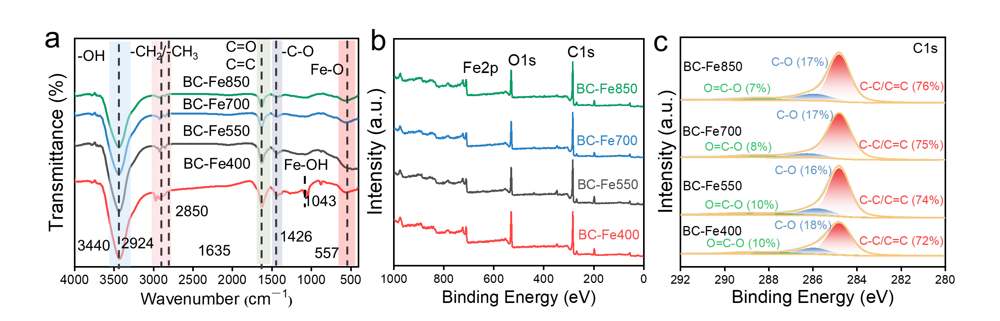 a
-OH
-CH2/-CH3
C=O
C=C
-C-O
Fe-O
BC-Fe850
BC-Fe700
BC-Fe550
BC-Fe400
Fe-OH
1043
2850
3440
2924
1635
1426
557
Transmittance (%)
4000 3500 3000 2500 2000 1500 1000 500
Wavenumber (cm−1)
b
Fe2p
O1s
C1s
BC-Fe850
BC-Fe700
BC-Fe550
BC-Fe400
Intensity (a.u.)
1000 800 600 400 200 0
Binding Energy (eV)
c
C1s
BC-Fe850
C-O (17%)
O=C-O (7%)
C-C/C=C (76%)
BC-Fe700
C-O (17%)
O=C-O (8%)
C-C/C=C (75%)
BC-Fe550
C-O (16%)
O=C-O (10%)
C-C/C=C (74%)
BC-Fe400
C-O (18%)
O=C-O (10%)
C-C/C=C (72%)
Intensity (a.u.)
292 290 288 286 284 282 280
Binding Energy (eV)